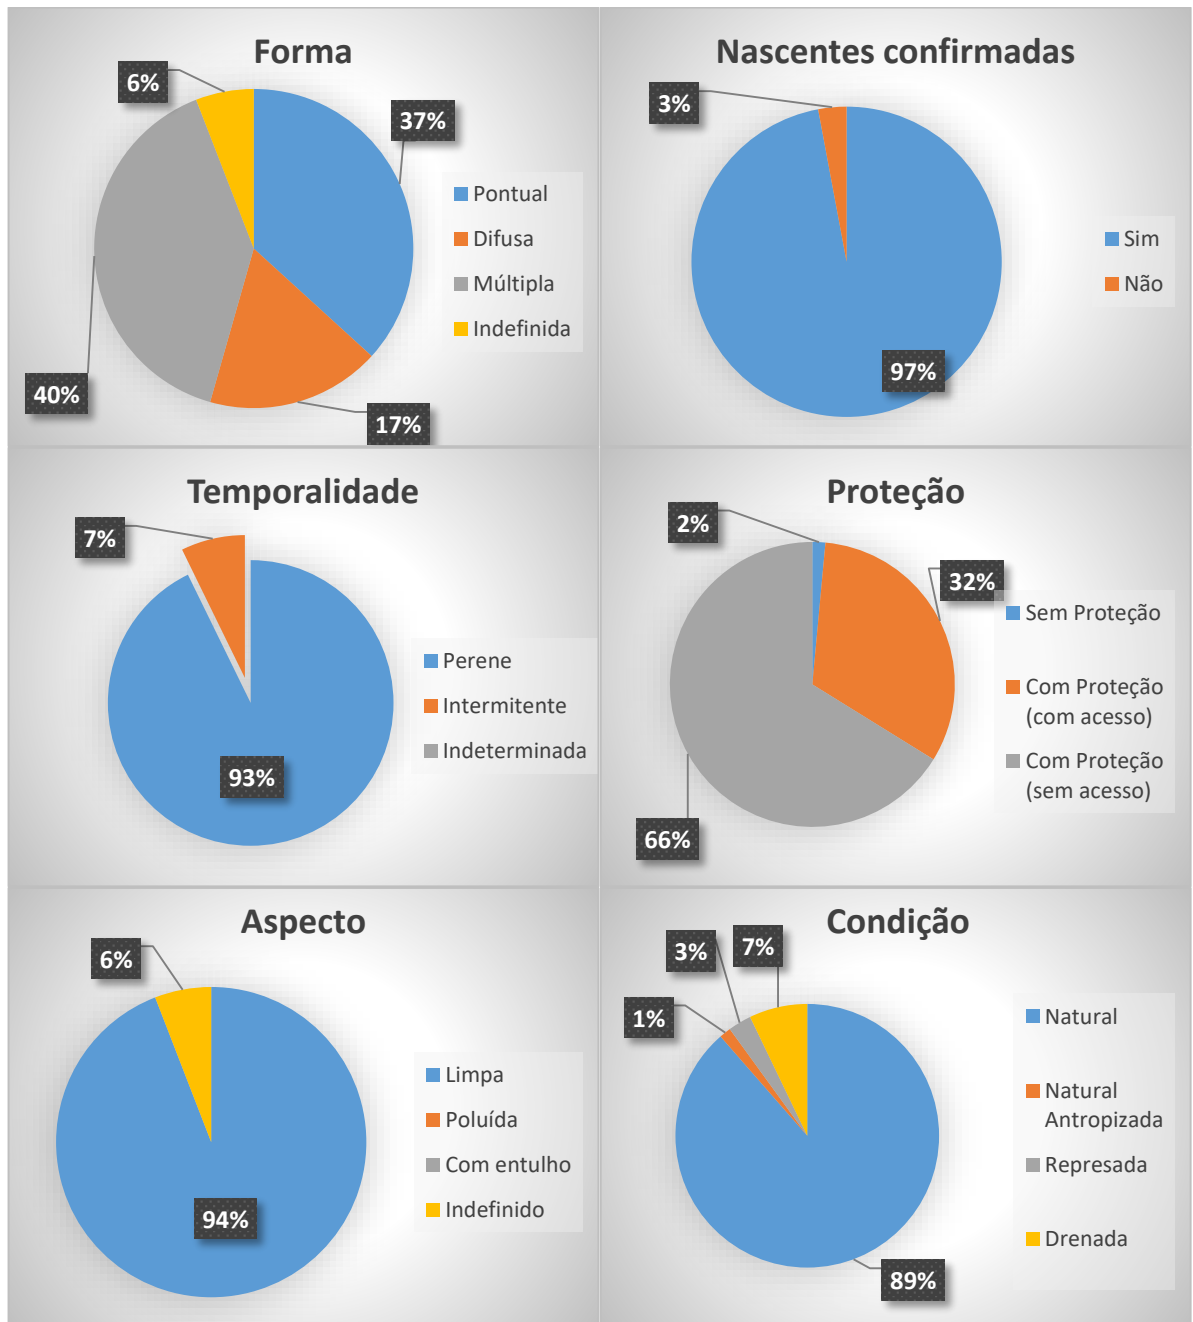 Forma
6%
37%
Pontual
Difusa
Múltipla
Indefinida
40%
17%
Nascentes confirmadas
3%
Sim
Não
97%
Temporalidade
7%
Perene
Intermitente
Indeterminada
93%
Proteção
2%
32%
Sem Proteção
Com Proteção
(com acesso)
Com Proteção
(sem acesso)
66%
Aspecto
6%
Limpa
Poluída
Com entulho
Indefinido
94%
Condição
3%
7%
1%
Natural
Natural
Antropizada
Represada
Drenada
89%